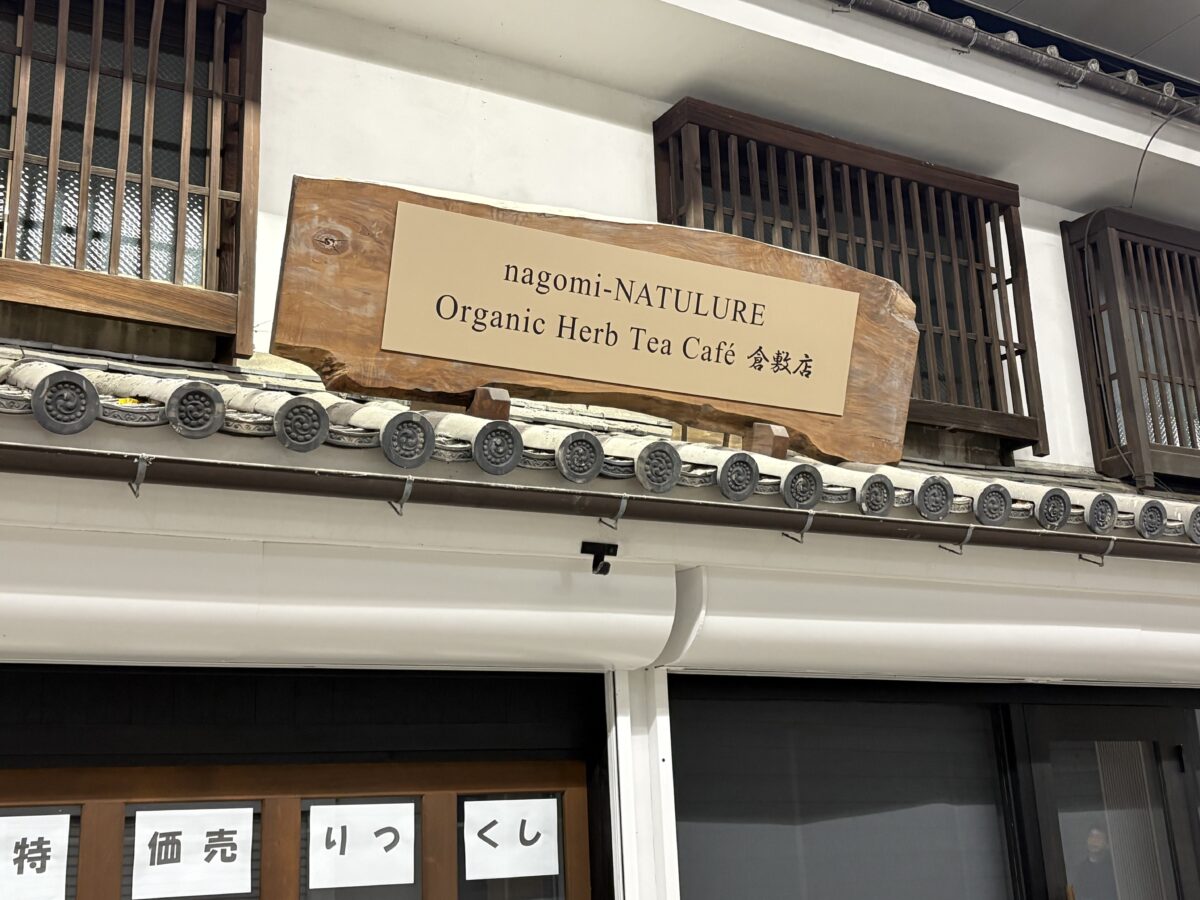 nagomi-NATULURE
Organic Herb Tea Café 倉敷店
特 価売 りつ くし